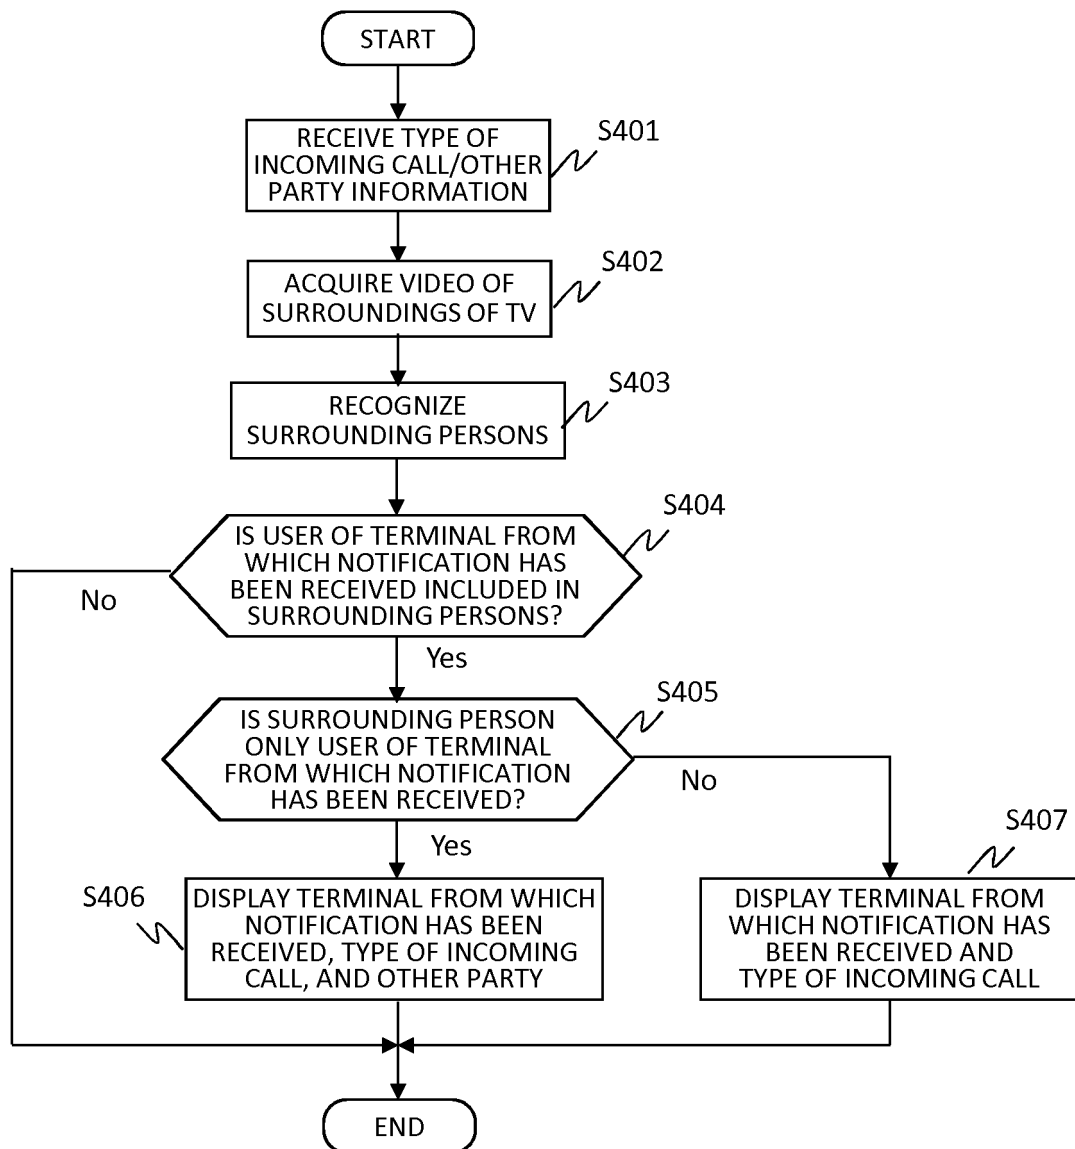 START
RECEIVE TYPE OF
INCOMING CALL/OTHER
PARTY INFORMATION
S401
ACQUIRE VIDEO OF
SURROUNDINGS OF TV
S402
RECOGNIZE
SURROUNDING PERSONS
S403
IS USER OF TERMINAL FROM
WHICH NOTIFICATION HAS
BEEN RECEIVED INCLUDED IN
SURROUNDING PERSONS?
S404
No
Yes
IS SURROUNDING PERSON
ONLY USER OF TERMINAL
FROM WHICH NOTIFICATION
HAS BEEN RECEIVED?
S405
No
Yes
S406
DISPLAY TERMINAL FROM WHICH
NOTIFICATION HAS BEEN
RECEIVED, TYPE OF INCOMING
CALL, AND OTHER PARTY
S407
DISPLAY TERMINAL FROM
WHICH NOTIFICATION HAS
BEEN RECEIVED AND
TYPE OF INCOMING CALL
END